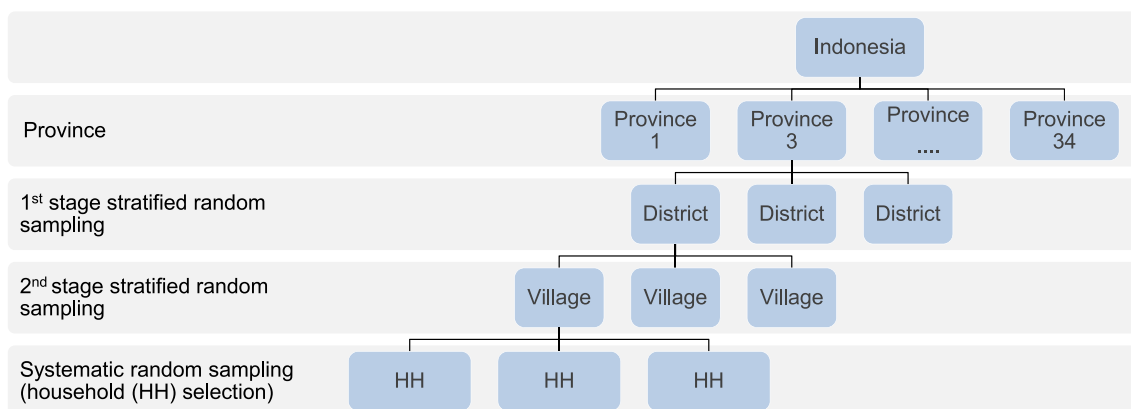 Indonesia
Province
Province
1
Province
3
Province
....
Province
34
1st stage stratified random
sampling
District
District
District
2nd stage stratified random
sampling
Village
Village
Village
Systematic random sampling
(household (HH) selection)
HH
HH
HH